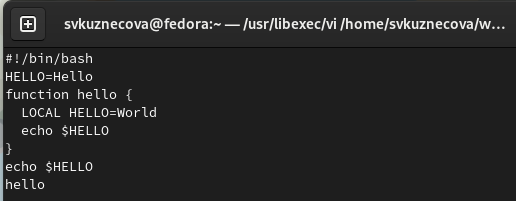 svkuznecova@fedora:~ — /usr/libexec/vi /home/svkuznecova/w...
#!/bin/bash
HELLO=Hello
function hello {
  LOCAL HELLO=World
  echo $HELLO
}
echo $HELLO
hello